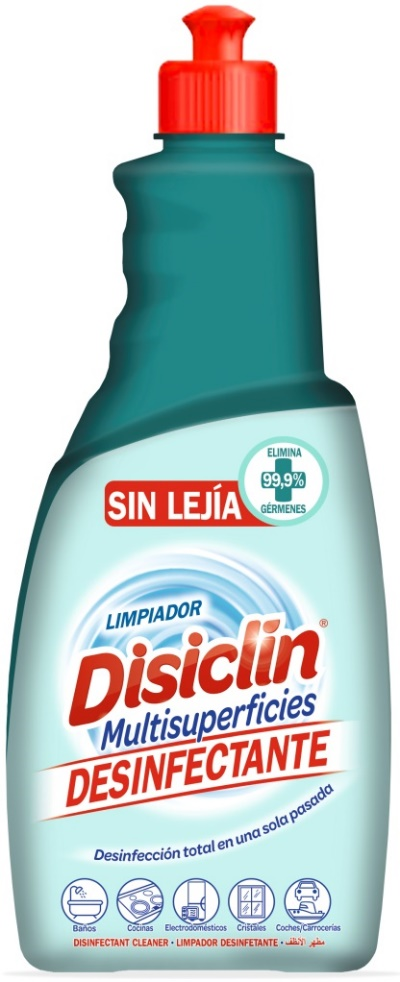 ELIMINA
99,9%
GÉRMENES
SIN LEJÍA
LIMPIADOR
Disiclin®
Multisuperficies
DESINFECTANTE
Desinfección total en una sola pasada
Baños Cocinas Electrodomésticos Cristales Coches/Carrocerías
DISINFECTANT CLEANER • LIMPADOR DESINFETANTE • مطهر الأنظف